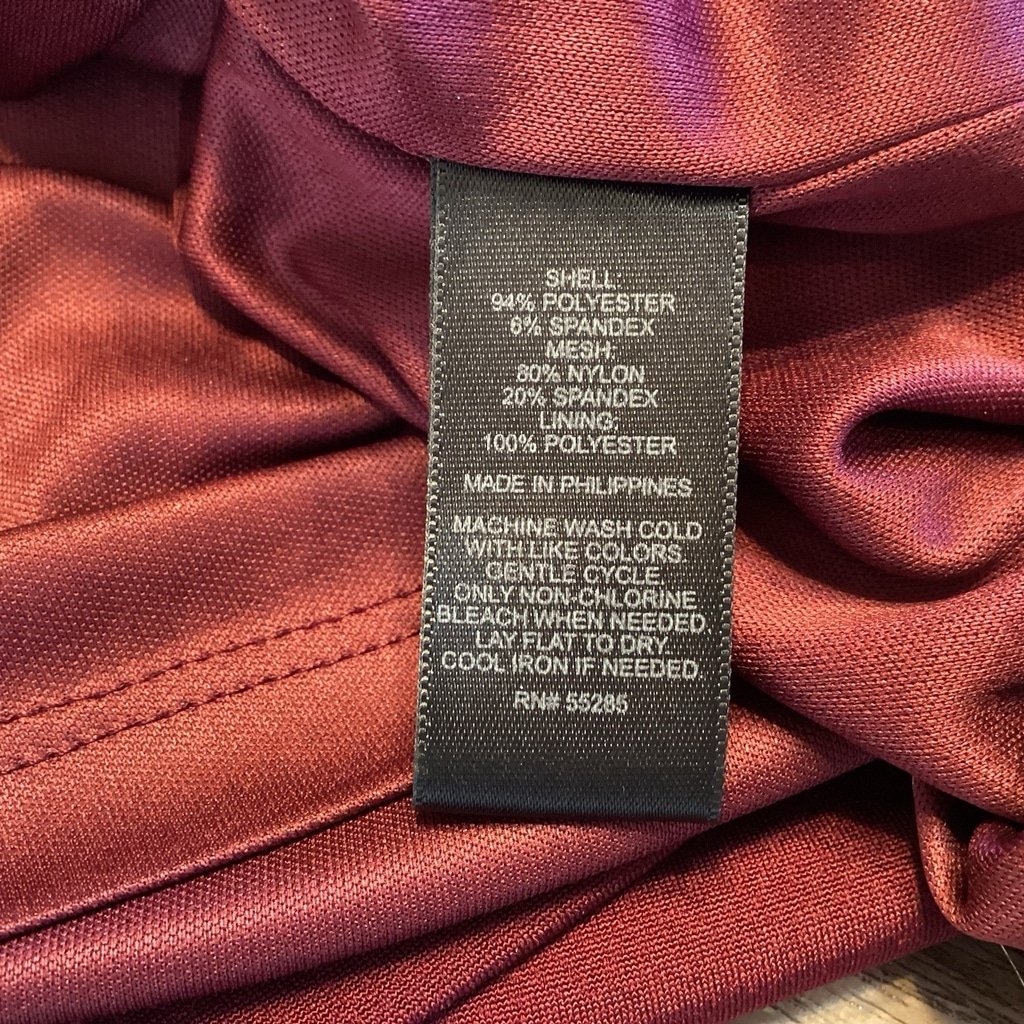 SHELL:
94% POLYESTER
6% SPANDEX
MESH:
80% NYLON
20% SPANDEX
LINING:
100% POLYESTER
MADE IN PHILIPPINES
MACHINE WASH COLD
WITH LIKE COLORS
GENTLE CYCLE
ONLY NON-CHLORINE
BLEACH WHEN NEEDED
LAY FLAT TO DRY
COOL IRON IF NEEDED
RN# 55285